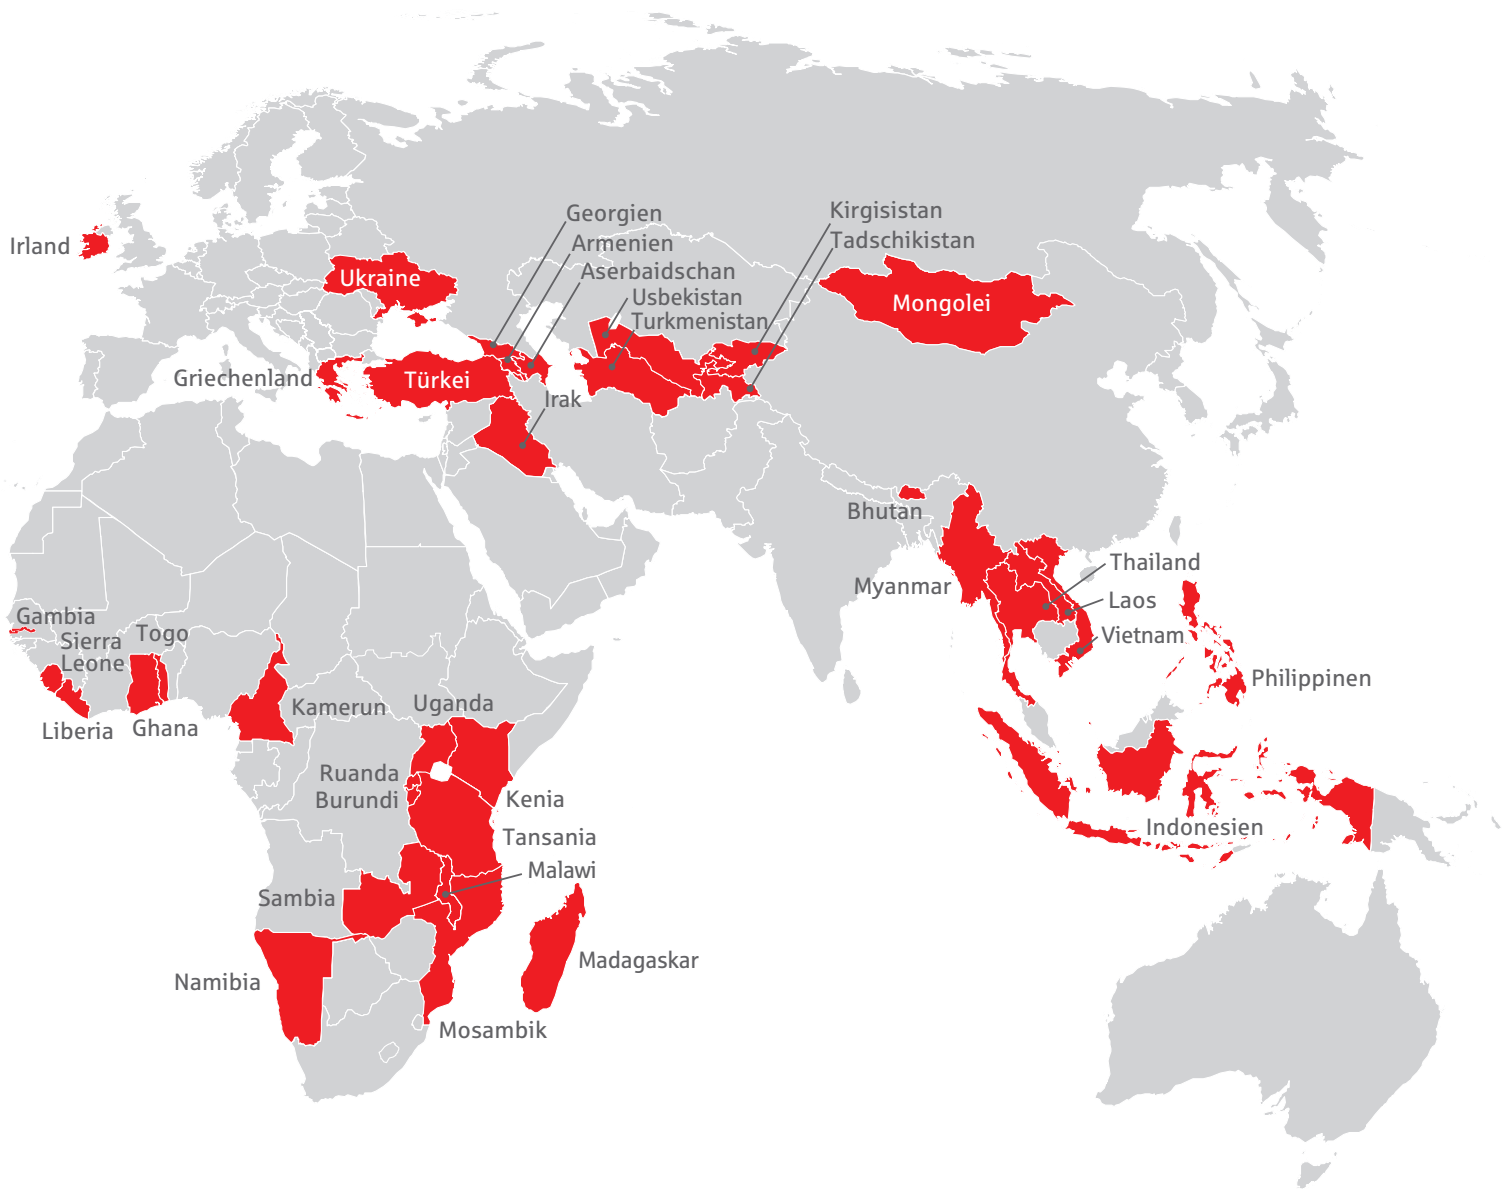 Georgien
Kirgisistan
Armenien
Tadschikistan
Irland
Aserbaidschan
Ukraine
Usbekistan
Mongolei
Turkmenistan
Griechenland
Türkei
Irak
Bhutan
Thailand
Myanmar
Laos
Gambia
Togo
Vietnam
Sierra
Leone
Philippinen
Kamerun
Uganda
Liberia
Ghana
Ruanda
Burundi
Kenia
Indonesien
Tansania
Malawi
Sambia
Madagaskar
Namibia
Mosambik